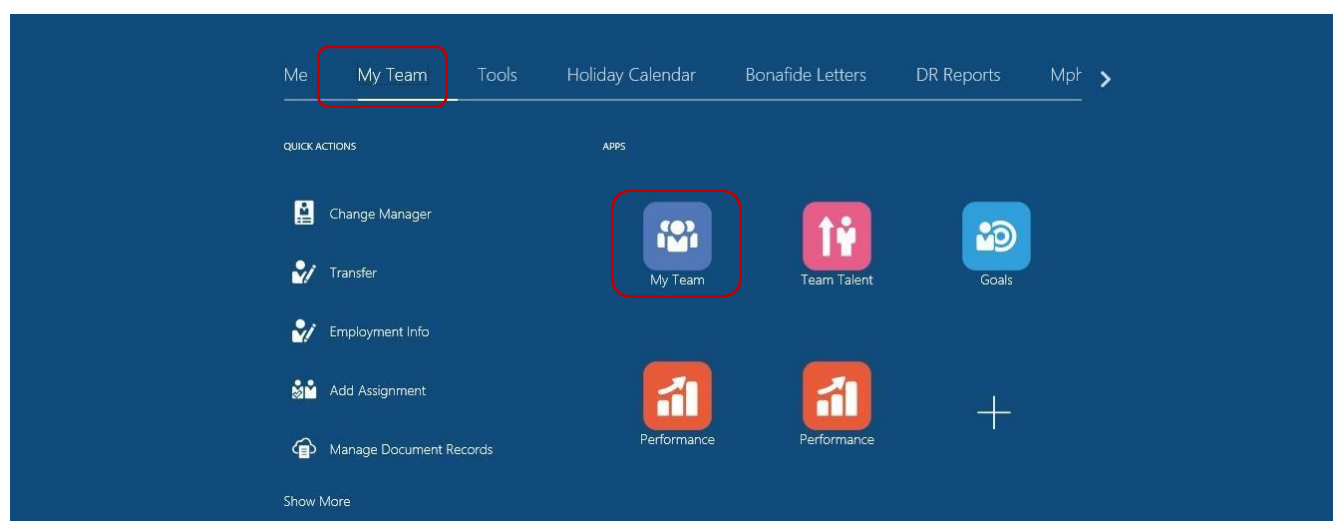 Me My Team Tools Holiday Calendar Bonafide Letters DR Reports Mph
QUICK ACTIONS
Change Manager
Transfer
Employment Info
Add Assignment
Manage Document Records
Show More
APPS
My Team Team Talent Goals
Performance Performance